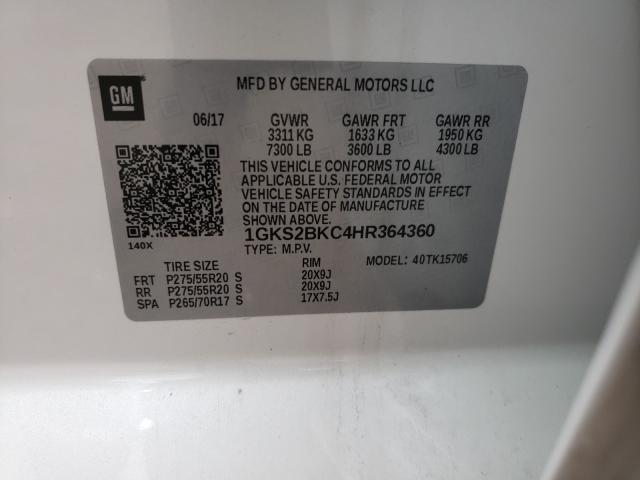 GM
MFD BY GENERAL MOTORS LLC
06/17 GVWR GAWR FRT GAWR RR
3311 KG 1633 KG 1950 KG
7300 LB 3600 LB 4300 LB
THIS VEHICLE CONFORMS TO ALL
APPLICABLE U.S. FEDERAL MOTOR
VEHICLE SAFETY STANDARDS IN EFFECT
ON THE DATE OF MANUFACTURE
SHOWN ABOVE.
140X
1GKS2BKC4HR364360
TYPE: M.P.V. MODEL: 40TK15706
TIRE SIZE RIM
FRT P275/55R20 S 20X9J
RR P275/55R20 S 20X9J
SPA P265/70R17 S 17X7.5J